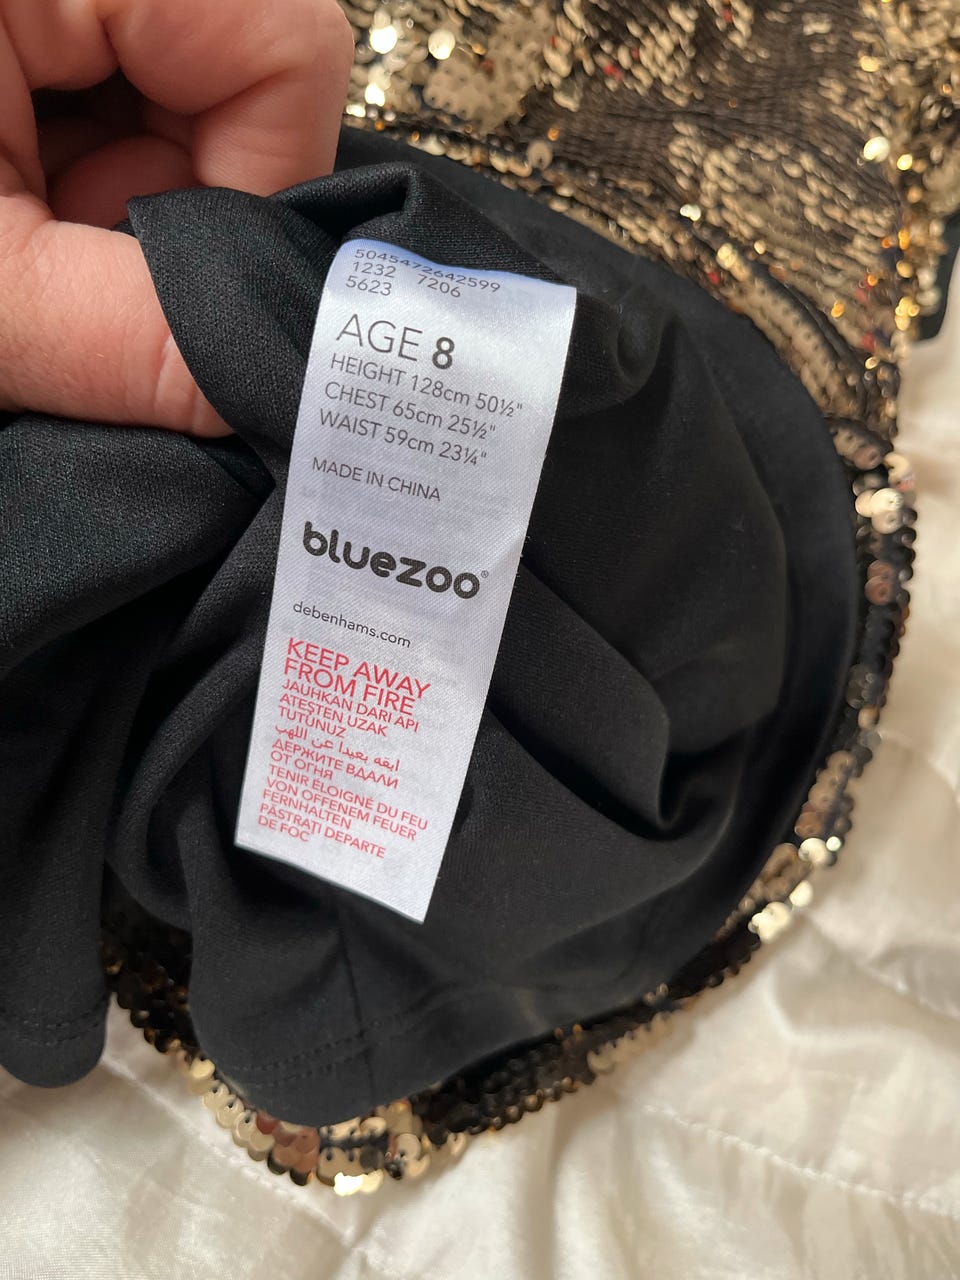 5045472642599
1232 7206
5623
AGE 8
HEIGHT 128cm 50½"
CHEST 65cm 25½"
WAIST 59cm 23¼"
MADE IN CHINA
bluezoo®
debenhams.com
KEEP AWAY
FROM FIRE
JAUHKAN DARI API
ATEŞTEN UZAK
TUTUNUZ
ابقه بعيدا عن اللهب
ДЕРЖИТЕ ВДАЛИ
ОТ ОГНЯ
TENIR ÉLOIGNÉ DU FEU
VON OFFENEM FEUER
FERNHALTEN
PĂSTRAŢI DEPARTE
DE FOC